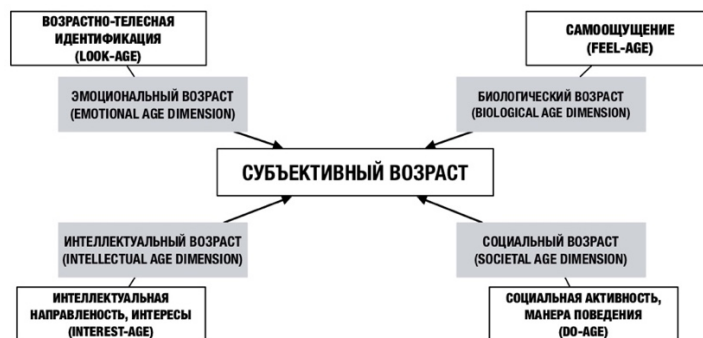 ВОЗРАСТНО-ТЕЛЕСНАЯ
ИДЕНТИФИКАЦИЯ
(LOOK-AGE)
САМООЩУЩЕНИЕ
(FEEL-AGE)
ЭМОЦИОНАЛЬНЫЙ ВОЗРАСТ
(EMOTIONAL AGE DIMENSION)
БИОЛОГИЧЕСКИЙ ВОЗРАСТ
(BIOLOGICAL AGE DIMENSION)
СУБЪЕКТИВНЫЙ ВОЗРАСТ
ИНТЕЛЛЕКТУАЛЬНЫЙ ВОЗРАСТ
(INTELLECTUAL AGE DIMENSION)
СОЦИАЛЬНЫЙ ВОЗРАСТ
(SOCIETAL AGE DIMENSION)
ИНТЕЛЛЕКТУАЛЬНАЯ
НАПРАВЛЕНОСТЬ, ИНТЕРЕСЫ
(INTEREST-AGE)
СОЦИАЛЬНАЯ АКТИВНОСТЬ,
МАНЕРА ПОВЕДЕНИЯ
(DO-AGE)